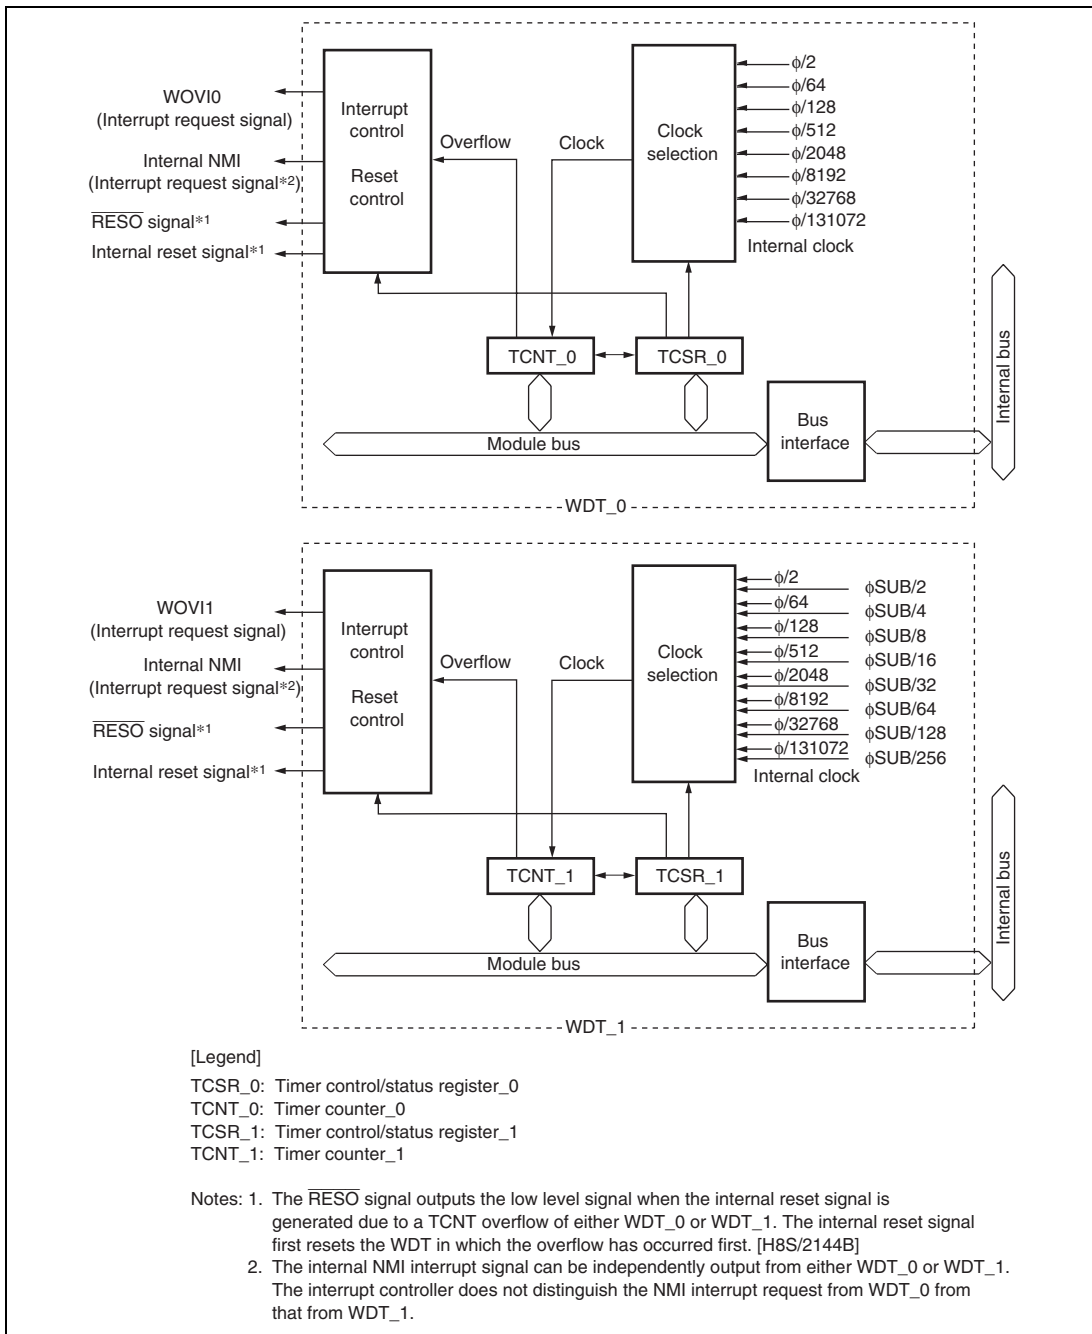 WOVI0
(Interrupt request signal)
Internal NMI
(Interrupt request signal*2)
RESO signal*1
Internal reset signal*1
Interrupt
control
Reset
control
Overflow
Clock
Clock
selection
ϕ/2
ϕ/64
ϕ/128
ϕ/512
ϕ/2048
ϕ/8192
ϕ/32768
ϕ/131072
Internal clock
TCNT_0
TCSR_0
Module bus
Bus
interface
Internal bus
WDT_0
WOVI1
(Interrupt request signal)
Internal NMI
(Interrupt request signal*2)
RESO signal*1
Internal reset signal*1
Interrupt
control
Reset
control
Overflow
Clock
Clock
selection
ϕ/2
ϕSUB/2
ϕ/64
ϕSUB/4
ϕ/128
ϕSUB/8
ϕ/512
ϕSUB/16
ϕ/2048
ϕSUB/32
ϕ/8192
ϕSUB/64
ϕ/32768
ϕSUB/128
ϕ/131072
ϕSUB/256
Internal clock
TCNT_1
TCSR_1
Module bus
Bus
interface
Internal bus
WDT_1
[Legend]
TCSR_0: Timer control/status register_0
TCNT_0: Timer counter_0
TCSR_1: Timer control/status register_1
TCNT_1: Timer counter_1
Notes: 1. The RESO signal outputs the low level signal when the internal reset signal is
generated due to a TCNT overflow of either WDT_0 or WDT_1. The internal reset signal
first resets the WDT in which the overflow has occurred first. [H8S/2144B]
2. The internal NMI interrupt signal can be independently output from either WDT_0 or WDT_1.
The interrupt controller does not distinguish the NMI interrupt request from WDT_0 from
that from WDT_1.